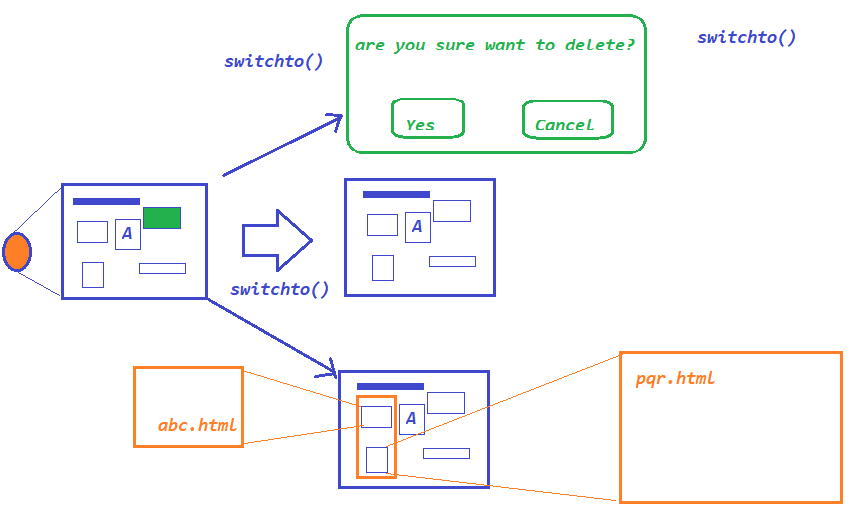 switchto()
switchto()
are you sure want to delete?
Yes
Cancel
A
A
switchto()
abc.html
A
pqr.html